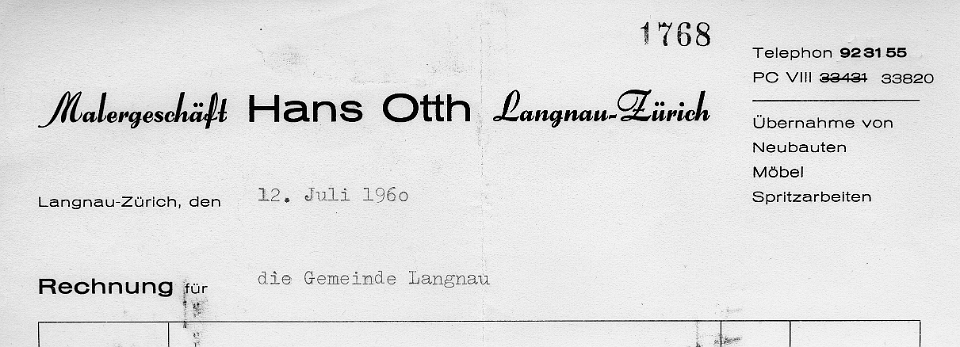 1768
Telephon 92 31 55
PC VIII 33431 33820
Malergeschäft Hans Otth Langnau-Zürich
Übernahme von
Neubauten
Möbel
Spritzarbeiten
Langnau-Zürich, den 12. Juli 1960
Rechnung für die Gemeinde Langnau